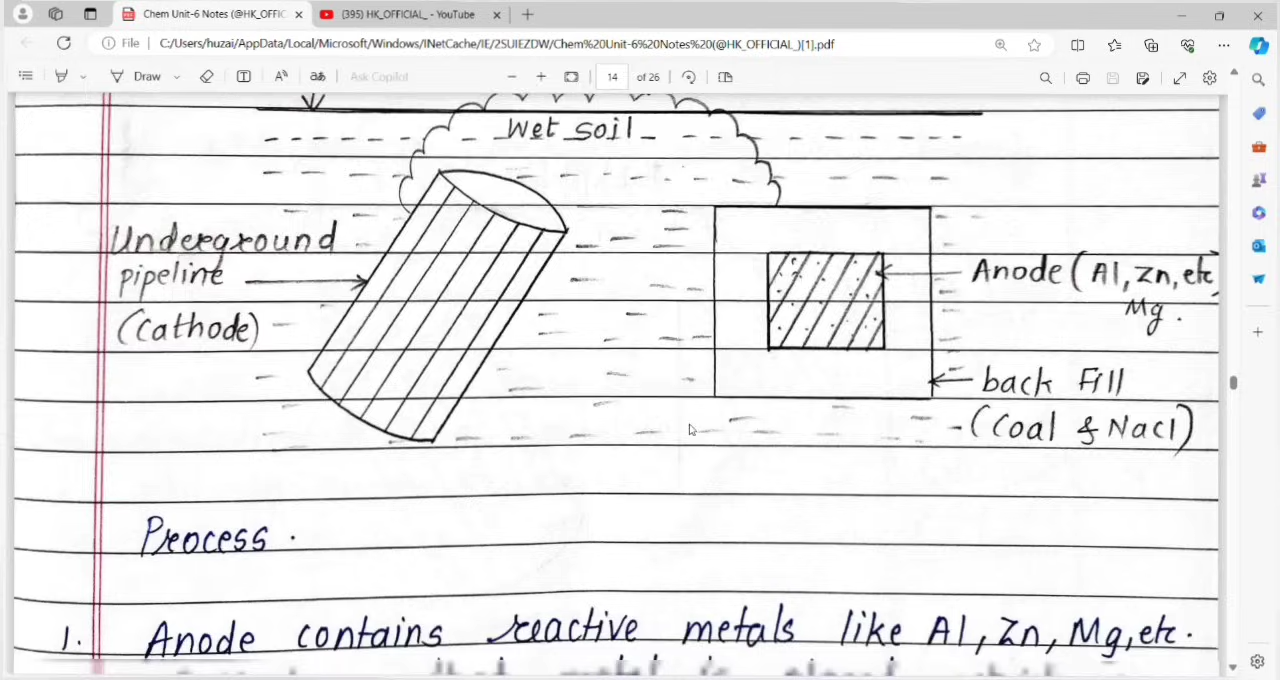 Chem Unit-6 Notes (@HK_OFFIC
(395) HK_OFFICIAL_ - YouTube
File
C:/Users/huzai/AppData/Local/Microsoft/Windows/INetCache/IE/2SUIEZDW/Chem%20Unit-6%20Notes%20(@HK_OFFICIAL_)[1].pdf
Draw
Ask Copilot
14 of 26
Wet soil
Underground
pipeline
(Cathode)
Anode (Al, Zn, etc
Mg.
back Fill
(Coal & Nacl)
Process.
1. Anode contains reactive metals like Al, Zn, Mg, etc.